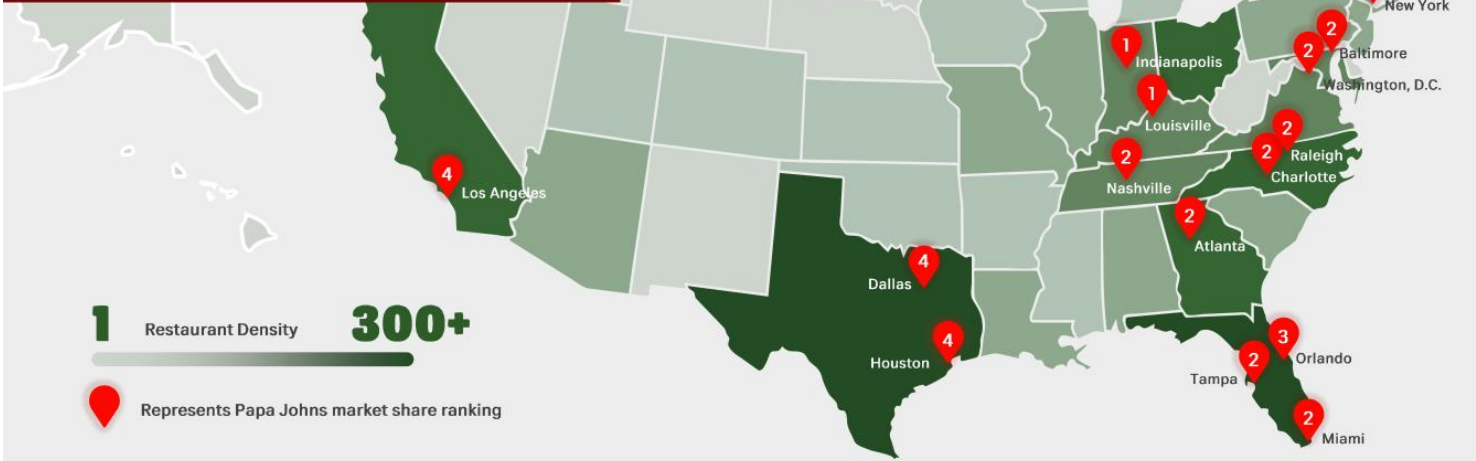 New York
2
2
Baltimore
1
Indianapolis
Washington, D.C.
1
Louisville
2
2
Raleigh
2
Charlotte
Nashville
4
Los Angeles
2
Atlanta
4
Dallas
4
Houston
3
Orlando
2
Tampa
2
Miami
1 Restaurant Density 300+
Represents Papa Johns market share ranking